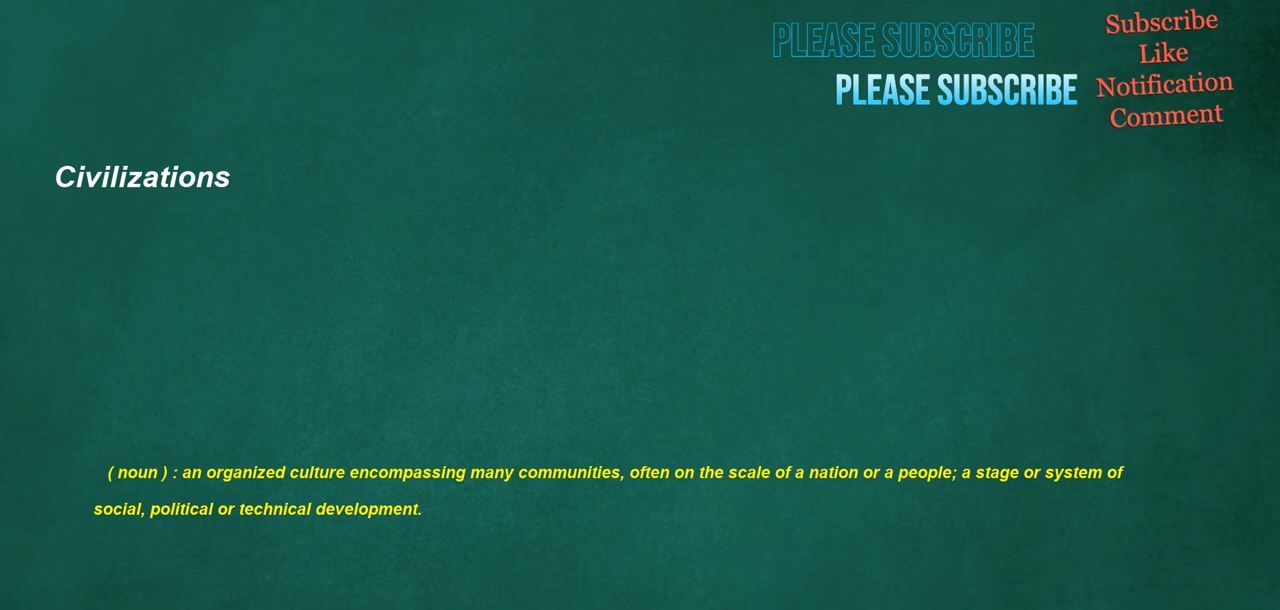 PLEASE SUBSCRIBE
PLEASE SUBSCRIBE
Subscribe
Like
Notification
Comment
Civilizations
( noun ) : an organized culture encompassing many communities, often on the scale of a nation or a people; a stage or system of
social, political or technical development.